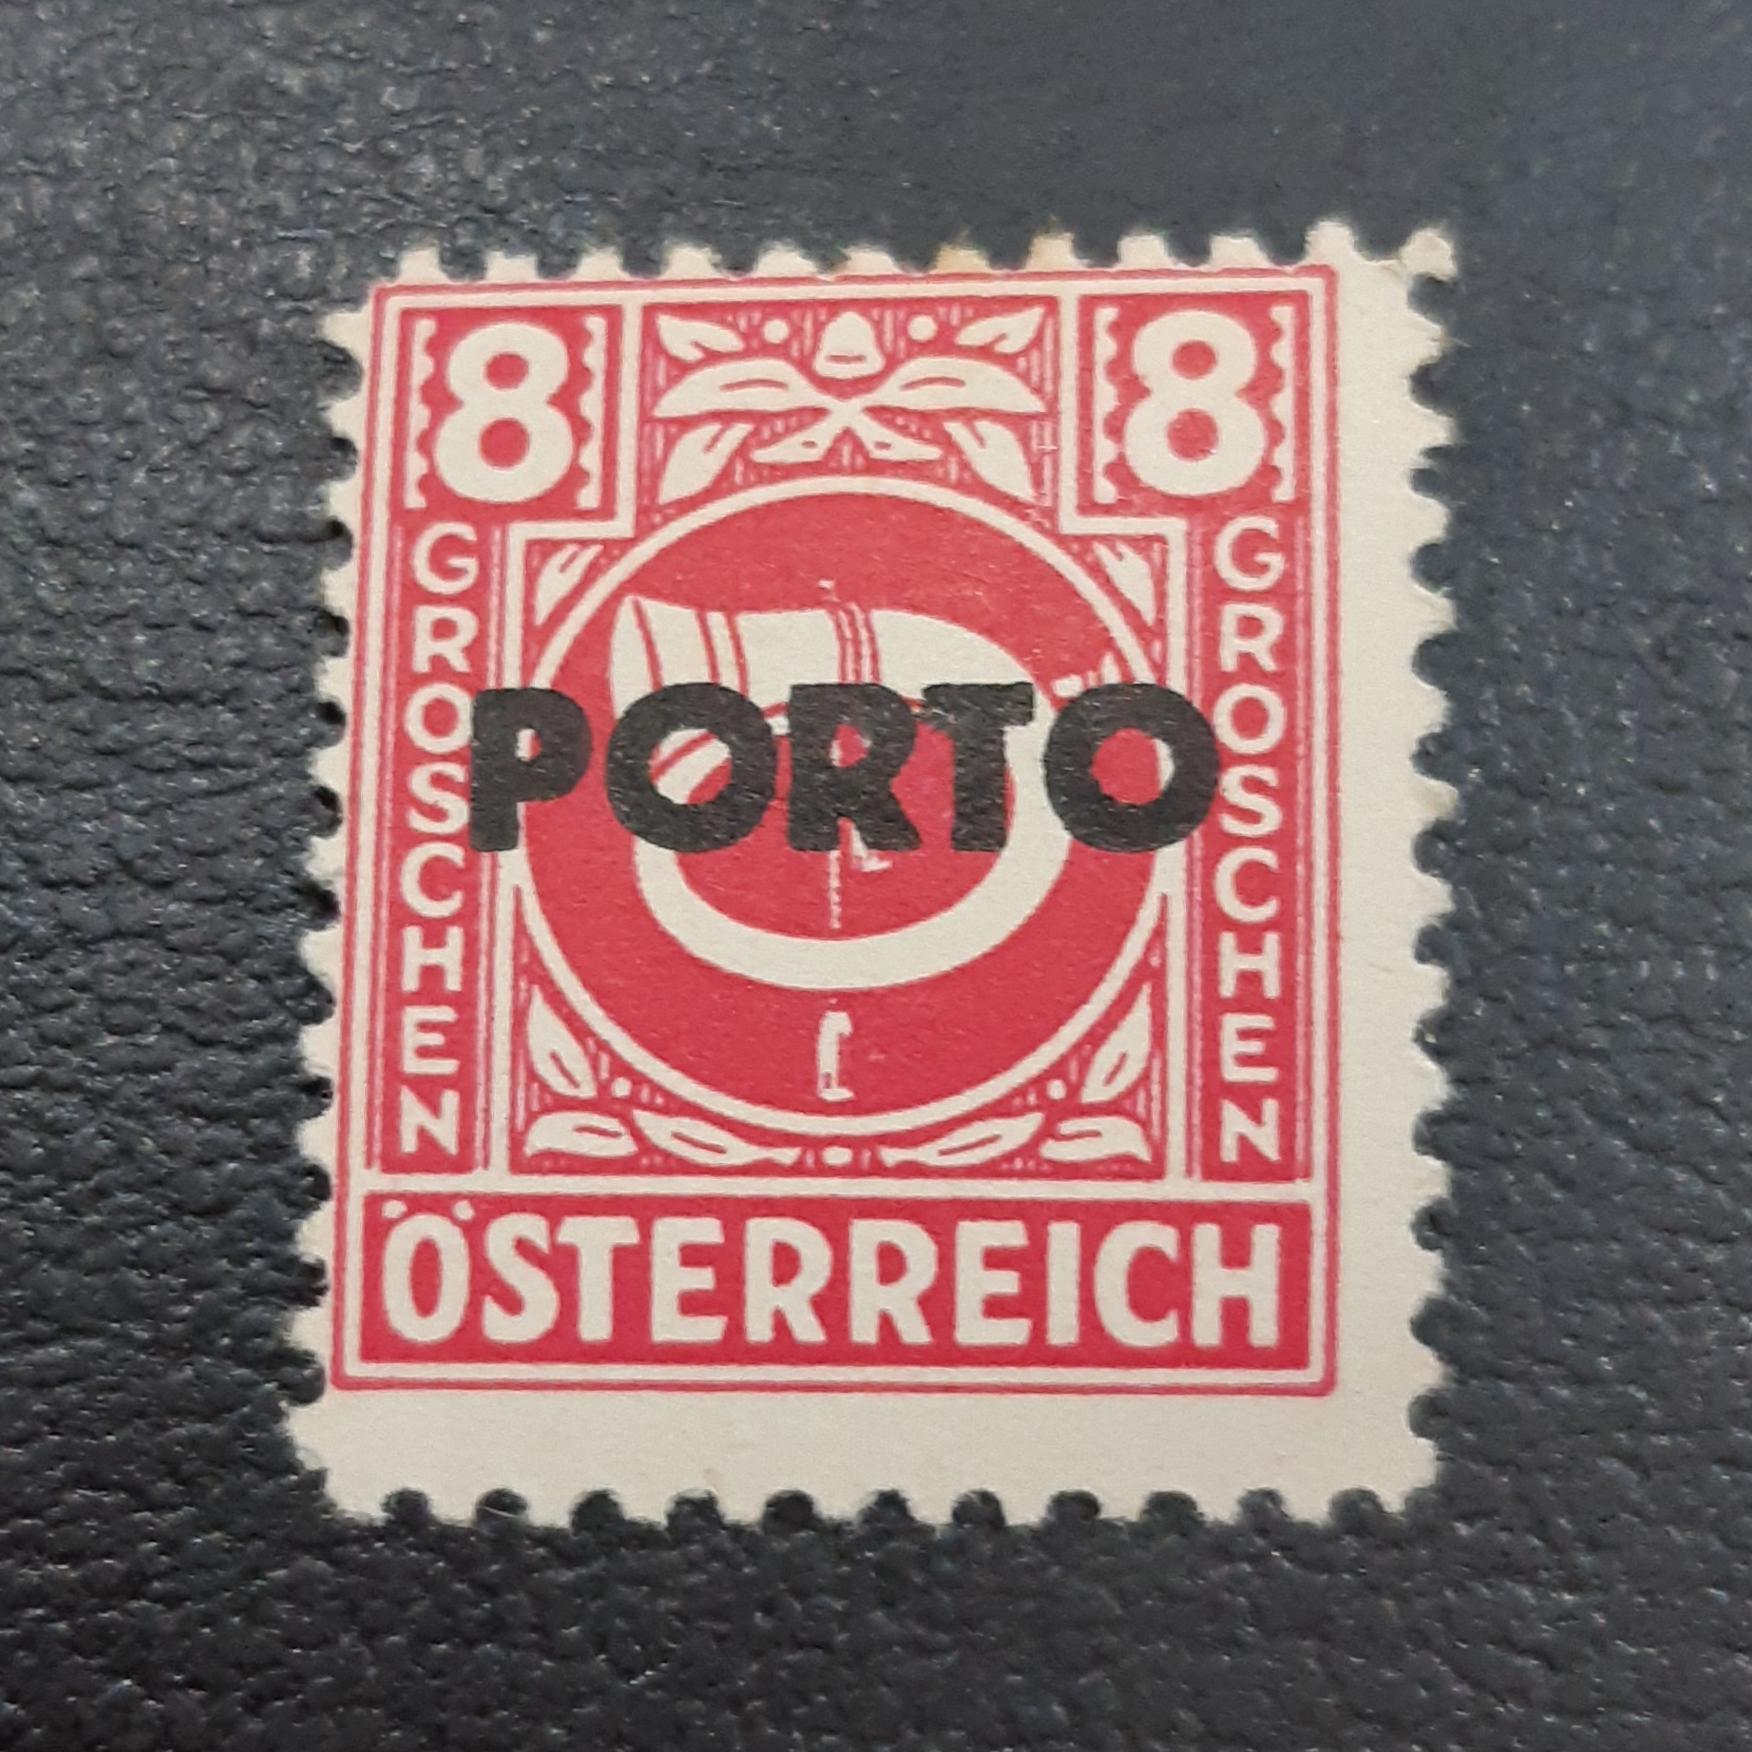 8 8
GROSCHEN GROSCHEN
PORTO
ÖSTERREICH